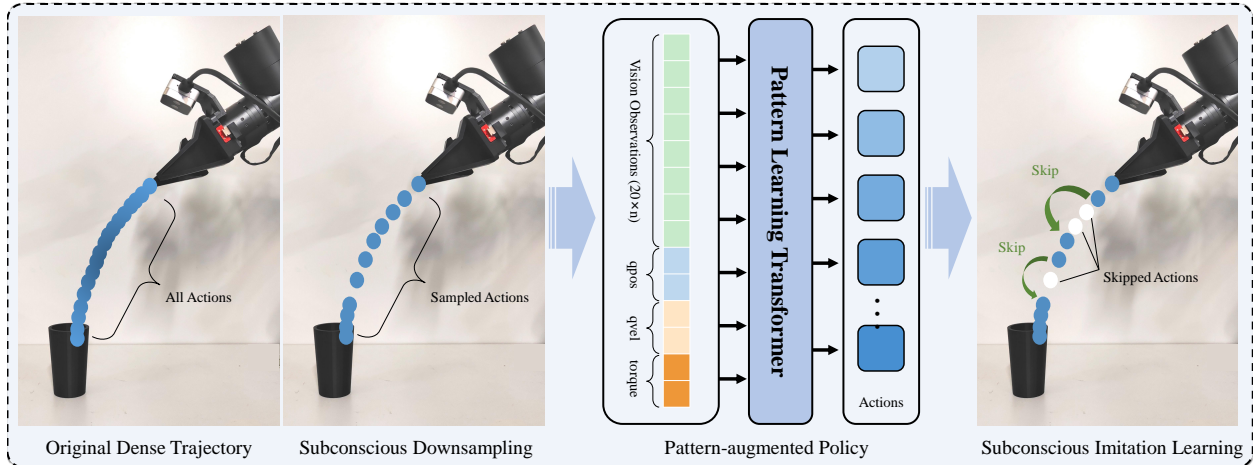 All Actions
Original Dense Trajectory
Sampled Actions
Subconscious Downsampling
Vision Observations (20×n)
qpos
qvel
torque
Pattern Learning Transformer
Actions
Pattern-augmented Policy
Skip
Skip
Skipped Actions
Subconscious Imitation Learning